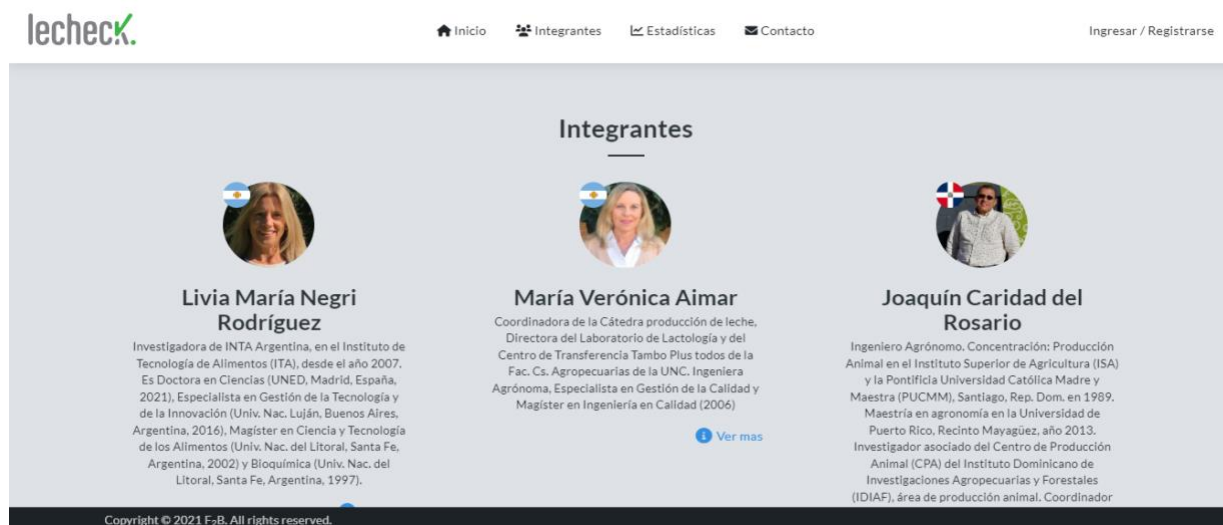 lecheck.
Inicio Integrantes Estadísticas Contacto Ingresar / Registrarse
Integrantes
Livia María Negri
Rodríguez
Investigadora de INTA Argentina, en el Instituto de
Tecnología de Alimentos (ITA), desde el año 2007.
Es Doctora en Ciencias (UNED, Madrid, España,
2021), Especialista en Gestión de la Tecnología y
de la Innovación (Univ. Nac. Luján, Buenos Aires,
Argentina, 2016), Magíster en Ciencia y Tecnología
de los Alimentos (Univ. Nac. del Litoral, Santa Fe,
Argentina, 2002) y Bioquímica (Univ. Nac. del
Litoral, Santa Fe, Argentina, 1997).
María Verónica Aimar
Coordinadora de la Cátedra producción de leche,
Directora del Laboratorio de Lactología y del
Centro de Transferencia Tambo Plus todos de la
Fac. Cs. Agropecuarias de la UNC. Ingeniera
Agrónoma, Especialista en Gestión de la Calidad y
Magíster en Ingeniería en Calidad (2006)
Ver mas
Joaquín Caridad del
Rosario
Ingeniero Agrónomo. Concentración: Producción
Animal en el Instituto Superior de Agricultura (ISA)
y la Pontificia Universidad Católica Madre y
Maestra (PUCMM), Santiago, Rep. Dom. en 1989.
Maestría en agronomía en la Universidad de
Puerto Rico, Recinto Mayagüez, año 2013.
Investigador asociado del Centro de Producción
Animal (CPA) del Instituto Dominicano de
Investigaciones Agropecuarias y Forestales
(IDIAF), área de producción animal. Coordinador
Copyright © 2021 F₂B. All rights reserved.